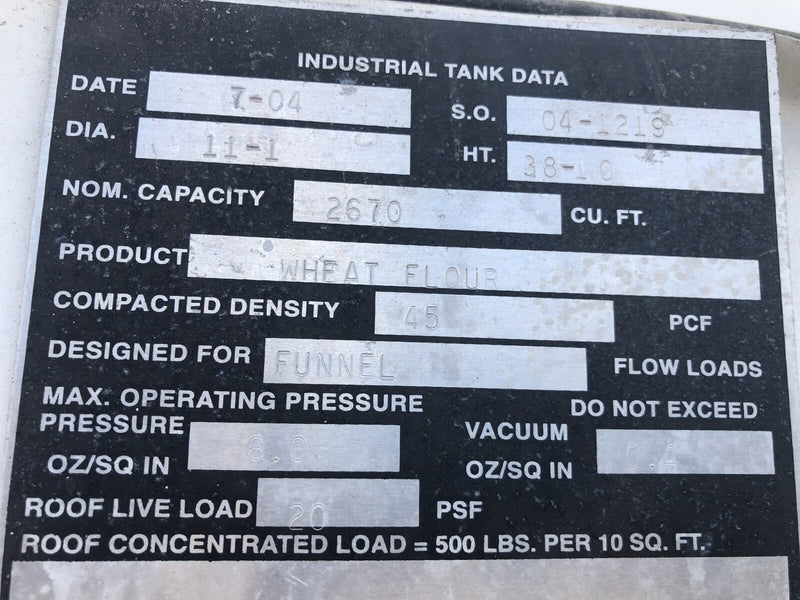 INDUSTRIAL TANK DATA
DATE 7-04 S.O. 04-1219
DIA. 11-1 HT. 38-10
NOM. CAPACITY 2670 CU. FT.
PRODUCT WHEAT FLOUR
COMPACTED DENSITY 45 PCF
DESIGNED FOR FUNNEL FLOW LOADS
MAX. OPERATING PRESSURE DO NOT EXCEED
PRESSURE OZ/SQ IN 6.0 VACUUM OZ/SQ IN
ROOF LIVE LOAD 20 PSF
ROOF CONCENTRATED LOAD = 500 LBS. PER 10 SQ. FT.